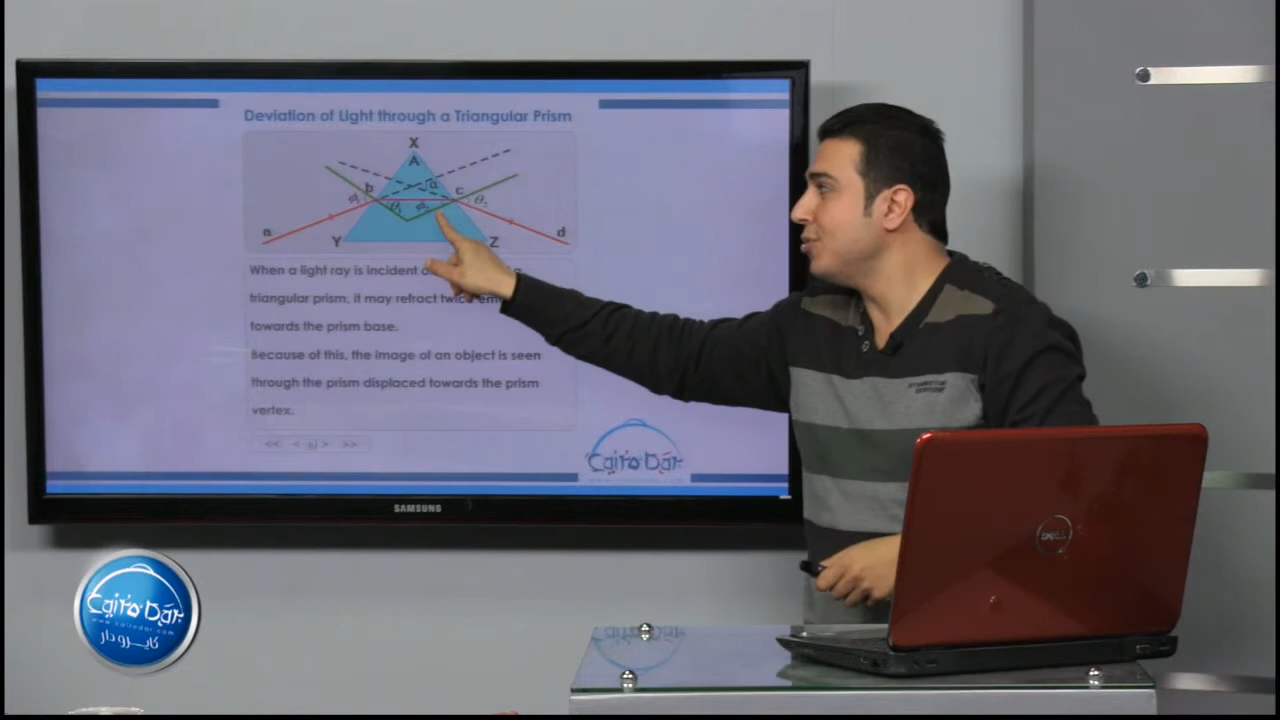 Deviation of Light through a Triangular Prism
X
A
b
α
c
θ₂
a
d
Y
Z
When a light ray is incident
triangular prism, it may refract
towards the prism base.
Because of this, the image of an object is seen
through the prism displaced towards the prism
vertex.
<< < >>
Cairo Dar
SAMSUNG
DELL
Cairo Dar
www.cairodar.com
كايرو دار